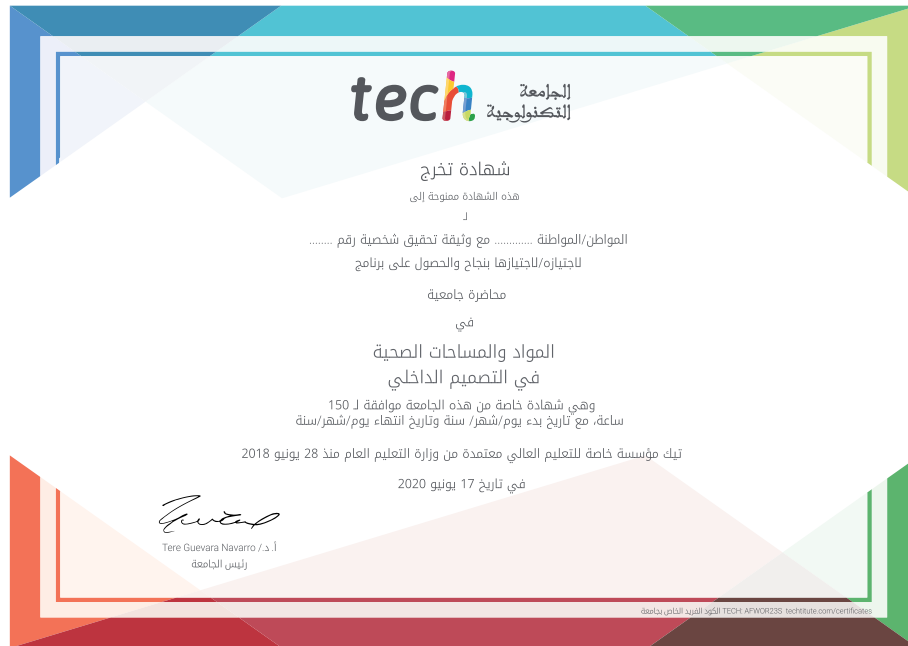 tech الجامعة
التكنولوجية
شهادة تخرج
هذه الشهادة ممنوحة إلى
لـ
المواطن/المواطنة ............. مع وثيقة تحقيق شخصية رقم ........
لاجتيازه/لاجتيازها بنجاح والحصول على برنامج
محاضرة جامعية
في
المواد والمساحات الصحية
في التصميم الداخلي
وهي شهادة خاصة من هذه الجامعة موافقة لـ 150
ساعة، مع تاريخ بدء يوم/شهر/ سنة وتاريخ انتهاء يوم/شهر/سنة
تيك مؤسسة خاصة للتعليم العالي معتمدة من وزارة التعليم العام منذ 28 يونيو 2018
في تاريخ 17 يونيو 2020
أ. د./ Tere Guevara Navarro
رئيس الجامعة
الكود الفريد الخاص بجامعة TECH: AFWOR23S techtitute.com/certificates